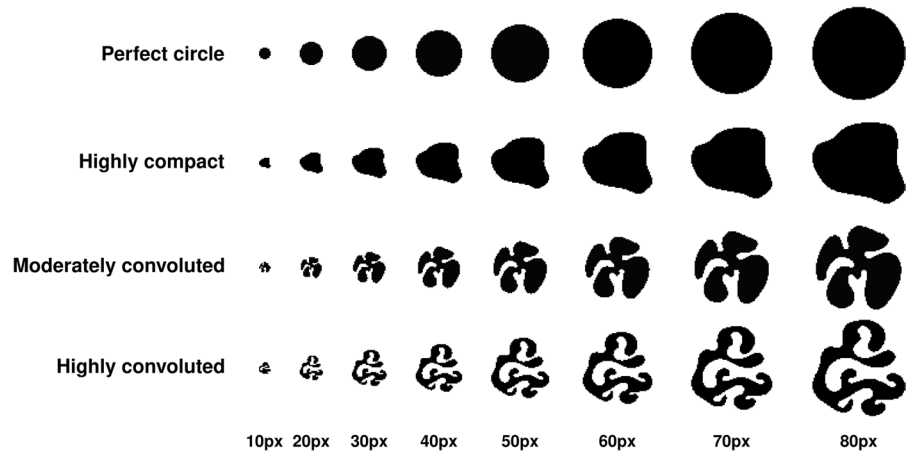 Perfect circle
Highly compact
Moderately convoluted
Highly convoluted
10px 20px 30px 40px 50px 60px 70px 80px